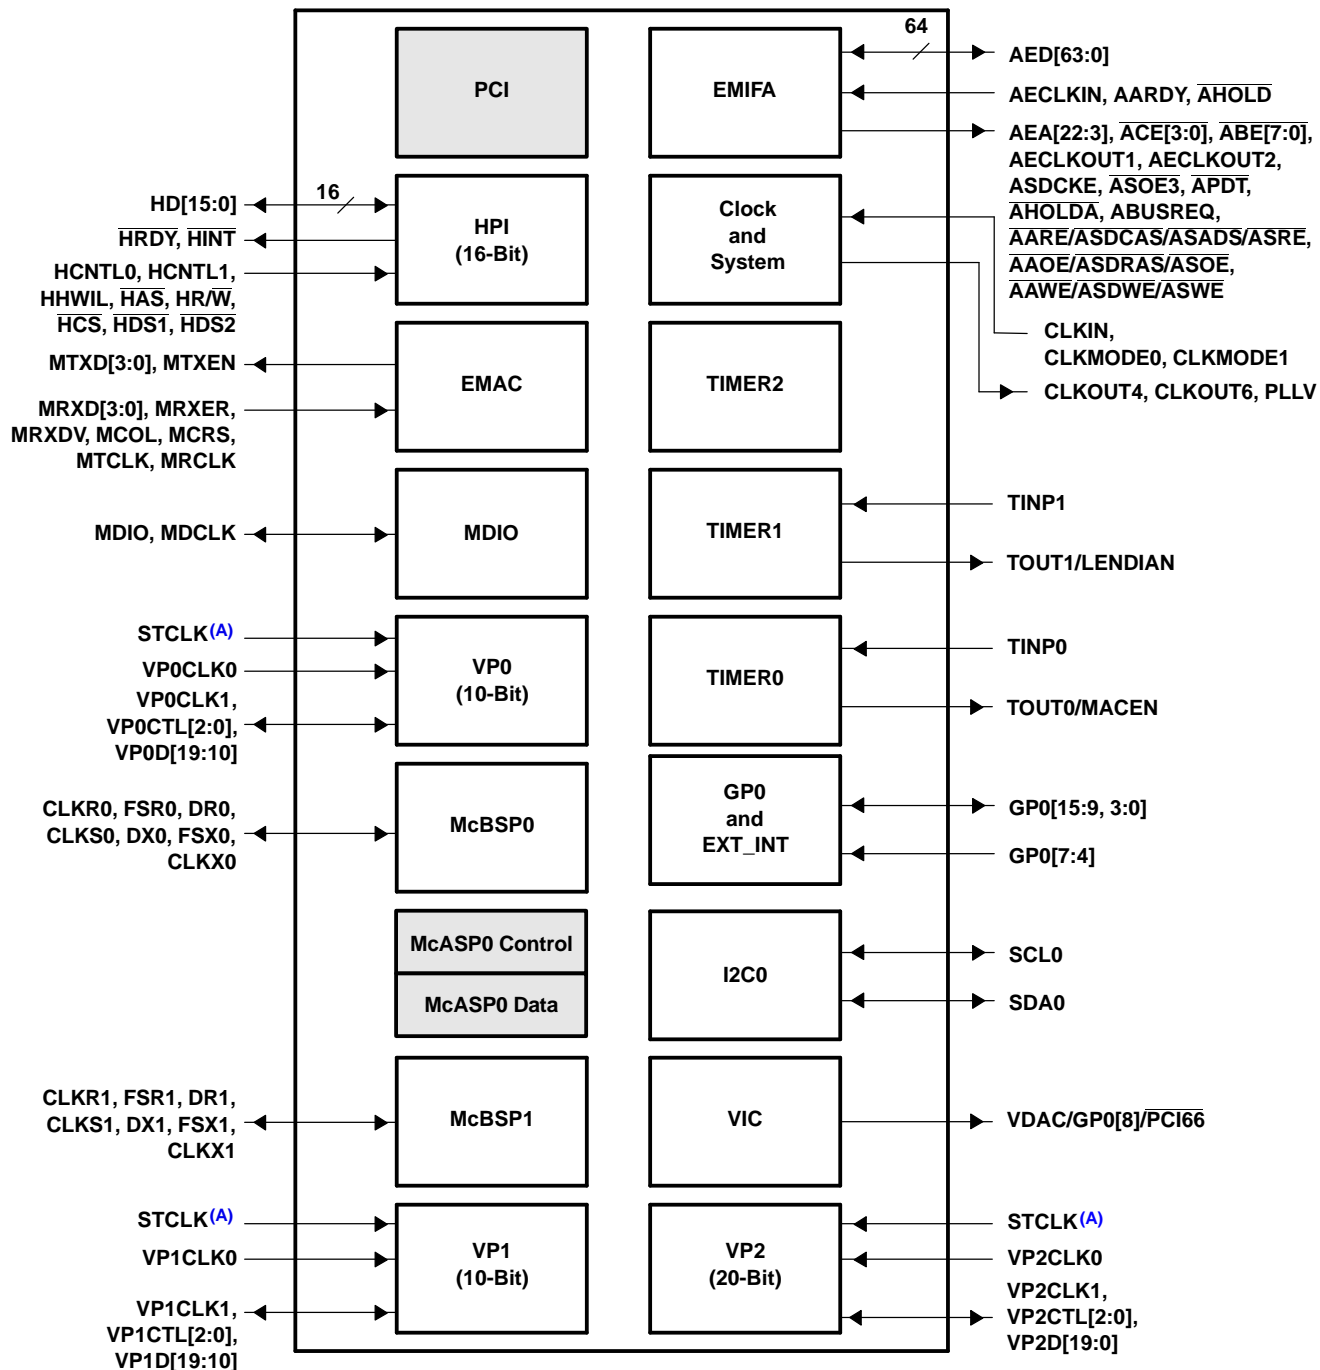 64
PCI
EMIFA
AED[63:0]
AECLKIN, AARDY, AHOLD
AEA[22:3], ACE[3:0], ABE[7:0],
AECLKOUT1, AECLKOUT2,
ASDCKE, ASOE3, APDT,
AHOLDA, ABUSREQ,
AARE/ASDCAS/ASADS/ASRE,
AAOE/ASDRAS/ASOE,
AAWE/ASDWE/ASWE
HD[15:0]
16
HRDY, HINT
HCNTL0, HCNTL1,
HHWIL, HAS, HR/W,
HCS, HDS1, HDS2
HPI
(16-Bit)
Clock
and
System
CLKIN,
CLKMODE0, CLKMODE1
CLKOUT4, CLKOUT6, PLLV
MTXD[3:0], MTXEN
MRXD[3:0], MRXER,
MRXDV, MCOL, MCRS,
MTCLK, MRCLK
EMAC
TIMER2
MDIO, MDCLK
MDIO
TIMER1
TINP1
TOUT1/LENDIAN
STCLK(A)
VP0CLK0
VP0CLK1,
VP0CTL[2:0],
VP0D[19:10]
VP0
(10-Bit)
TIMER0
TINP0
TOUT0/MACEN
CLKR0, FSR0, DR0,
CLKS0, DX0, FSX0,
CLKX0
McBSP0
GP0
and
EXT_INT
GP0[15:9, 3:0]
GP0[7:4]
McASP0 Control
McASP0 Data
I2C0
SCL0
SDA0
CLKR1, FSR1, DR1,
CLKS1, DX1, FSX1,
CLKX1
McBSP1
VIC
VDAC/GP0[8]/PCI66
STCLK(A)
VP1CLK0
VP1CLK1,
VP1CTL[2:0],
VP1D[19:10]
VP1
(10-Bit)
VP2
(20-Bit)
STCLK(A)
VP2CLK0
VP2CLK1,
VP2CTL[2:0],
VP2D[19:0]